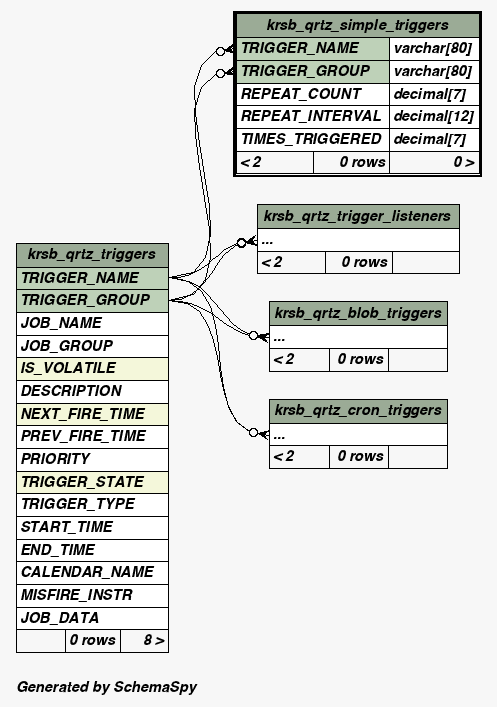 krsb_qrtz_simple_triggers
TRIGGER_NAME varchar[80]
TRIGGER_GROUP varchar[80]
REPEAT_COUNT decimal[7]
REPEAT_INTERVAL decimal[12]
TIMES_TRIGGERED decimal[7]
< 2 0 rows 0 >
krsb_qrtz_trigger_listeners
...
< 2 0 rows
krsb_qrtz_triggers
TRIGGER_NAME
TRIGGER_GROUP
JOB_NAME
JOB_GROUP
IS_VOLATILE
DESCRIPTION
NEXT_FIRE_TIME
PREV_FIRE_TIME
PRIORITY
TRIGGER_STATE
TRIGGER_TYPE
START_TIME
END_TIME
CALENDAR_NAME
MISFIRE_INSTR
JOB_DATA
0 rows 8 >
krsb_qrtz_blob_triggers
...
< 2 0 rows
krsb_qrtz_cron_triggers
...
< 2 0 rows
Generated by SchemaSpy